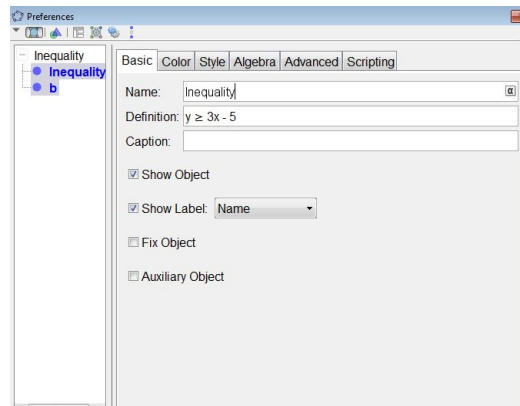 Preferences
Inequality
Inequality
b
Basic Color Style Algebra Advanced Scripting
Name: Inequality α
Definition: y ≥ 3x - 5
Caption:
Show Object
Show Label: Name
Fix Object
Auxiliary Object